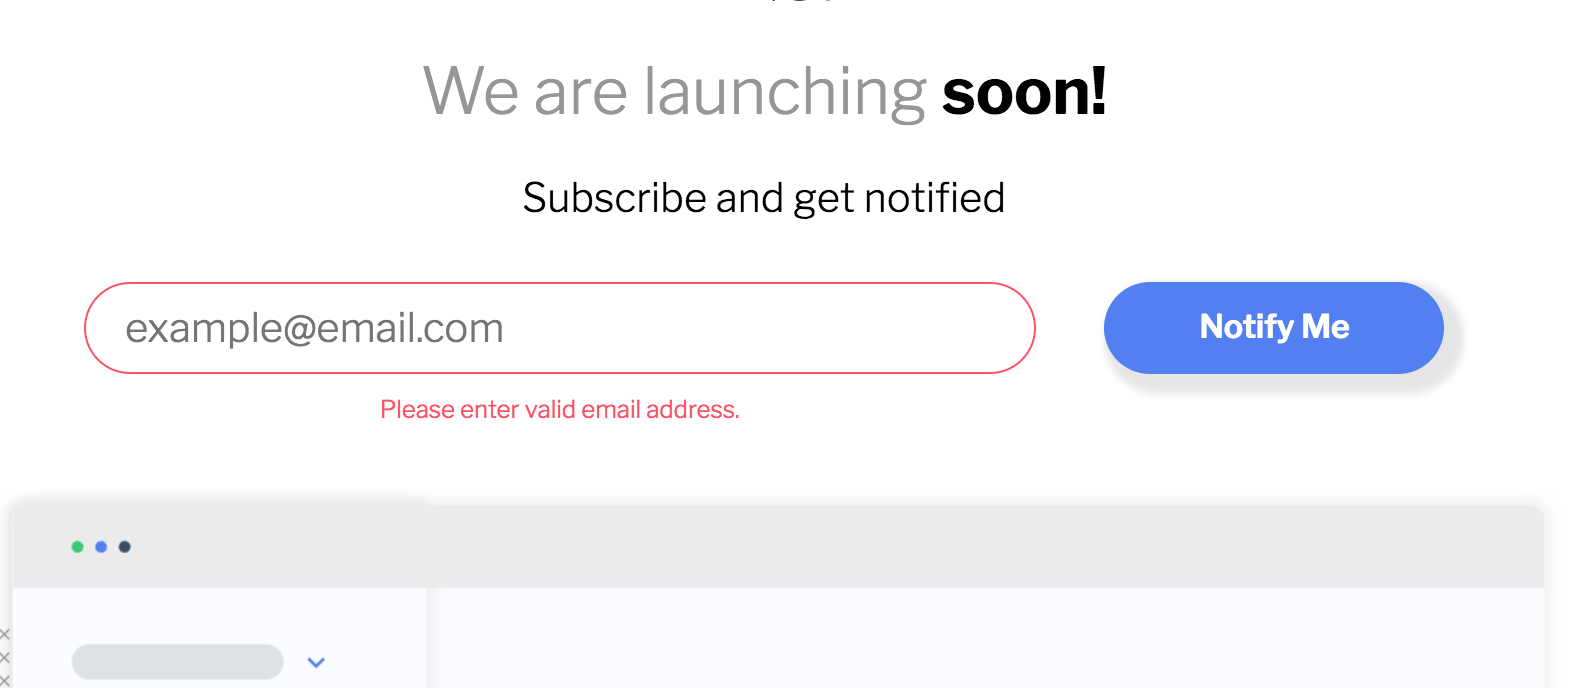 We are launching soon!
Subscribe and get notified
example@email.com
Notify Me
Please enter valid email address.